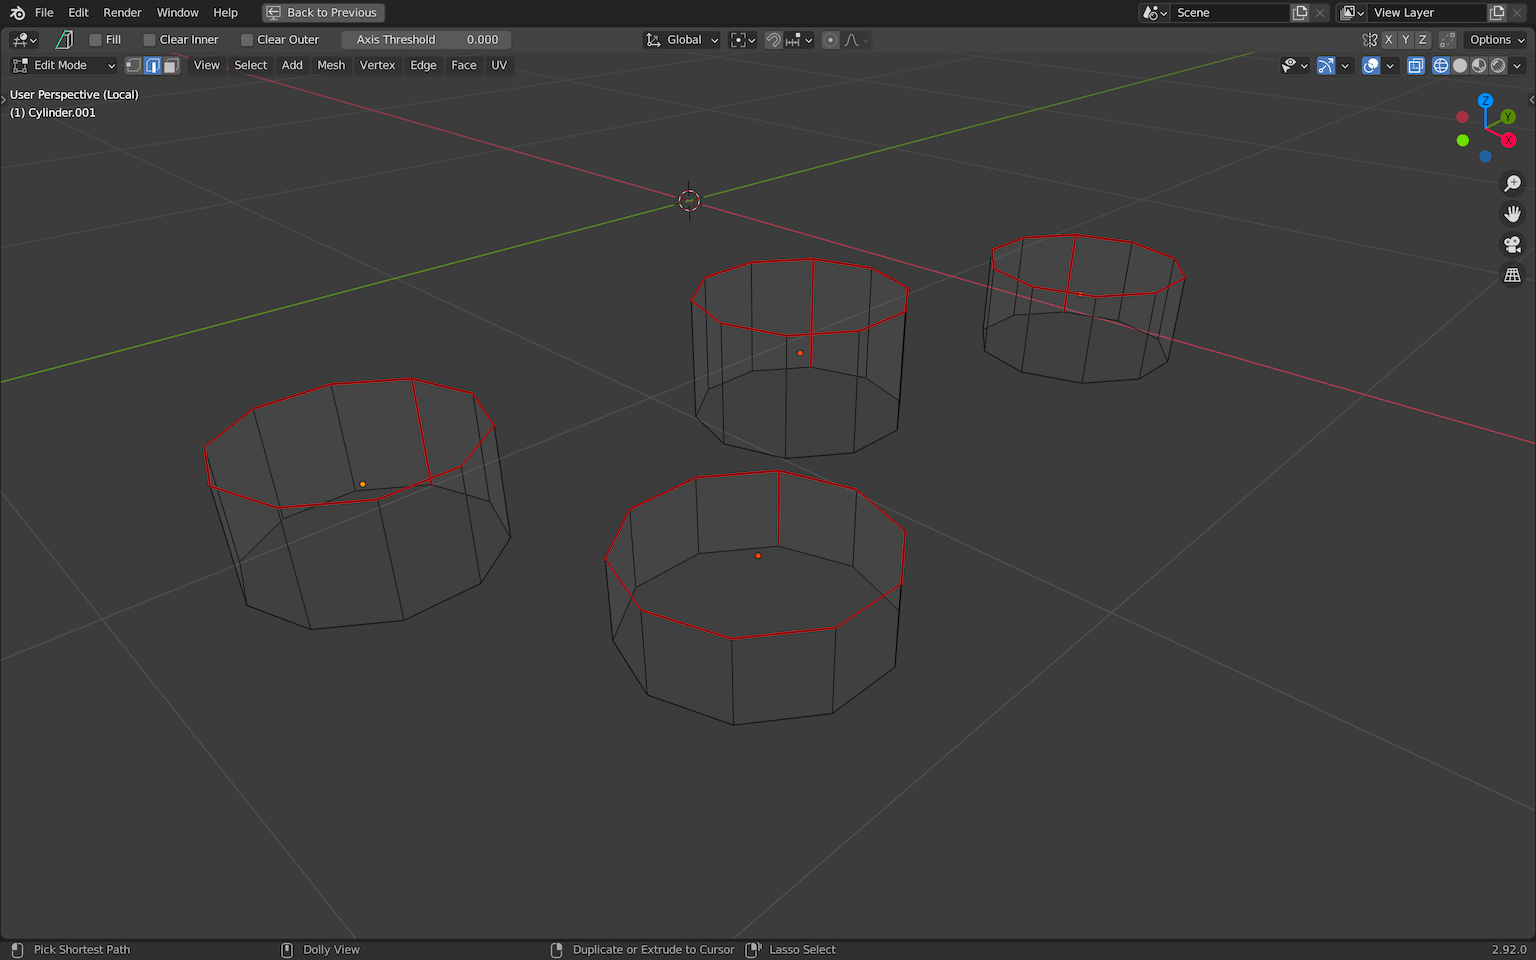 File Edit Render Window Help Back to Previous Scene View Layer
Fill Clear Inner Clear Outer Axis Threshold 0.000 Global X Y Z Options
Edit Mode View Select Add Mesh Vertex Edge Face UV
User Perspective (Local)
(1) Cylinder.001
Z
Y
X
Pick Shortest Path Dolly View Duplicate or Extrude to Cursor Lasso Select 2.92.0